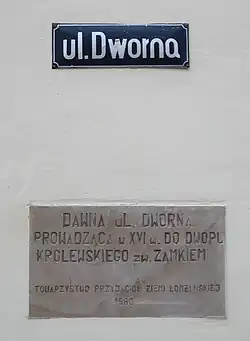 ul. Dworna
DAWNA UL. DWORNA
PROWADZĄCA W XVI W. DO DWORU
KRÓLEWSKIEGO ZW. ZAMKIEM
TOWARZYSTWO PRZYJACIÓŁ ZIEMI ŁOMŻYŃSKIEJ